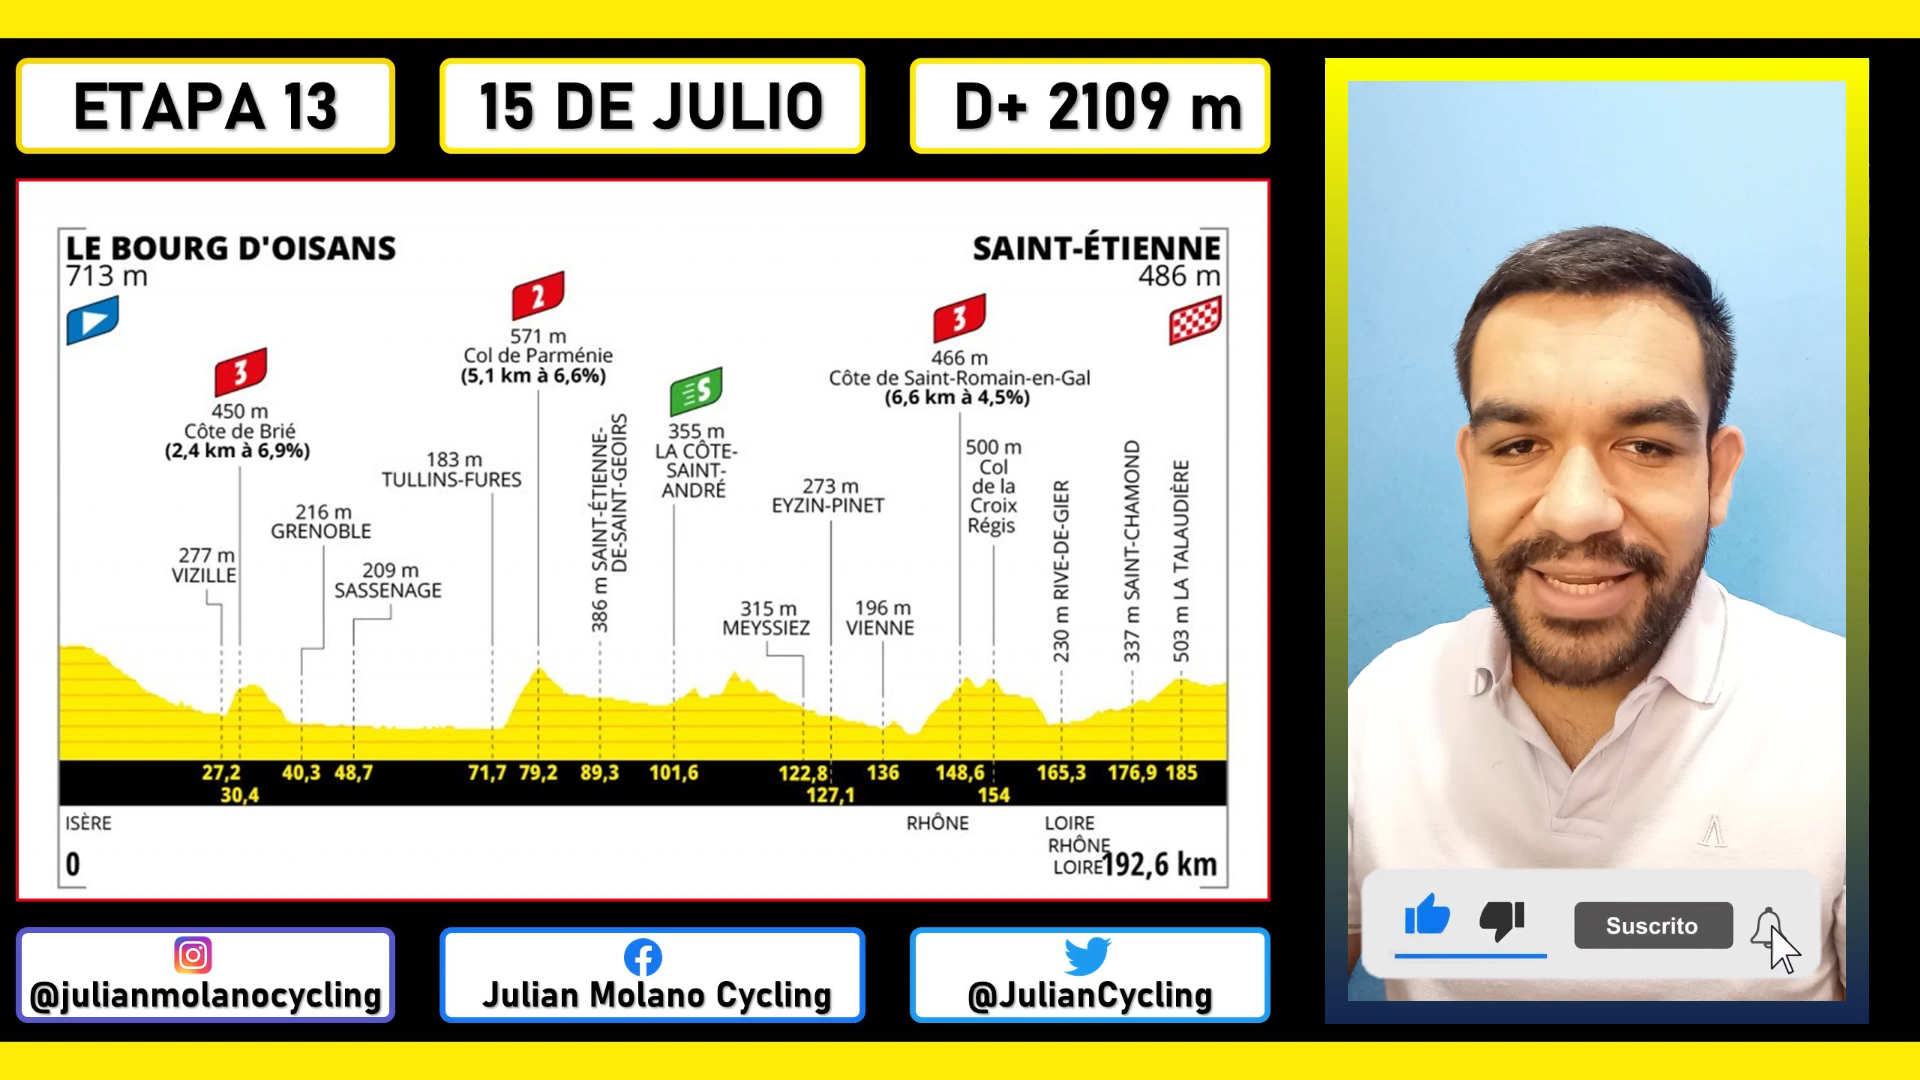 ETAPA 13
15 DE JULIO
D+ 2109 m
LE BOURG D'OISANS
713 m
SAINT-ÉTIENNE
486 m
3
450 m
Côte de Brié
(2,4 km à 6,9%)
277 m
VIZILLE
216 m
GRENOBLE
209 m
SASSENAGE
183 m
TULLINS-FURES
2
571 m
Col de Parménie
(5,1 km à 6,6%)
386 m SAINT-ÉTIENNE-
DE-SAINT-GEOIRS
S
355 m
LA CÔTE-
SAINT-
ANDRÉ
315 m
MEYSSIEZ
273 m
EYZIN-PINET
196 m
VIENNE
3
466 m
Côte de Saint-Romain-en-Gal
(6,6 km à 4,5%)
500 m
Col
de la
Croix
Régis
230 m RIVE-DE-GIER
337 m SAINT-CHAMOND
503 m LA TALAUDIÈRE
27,2
30,4
40,3
48,7
71,7
79,2
89,3
101,6
122,8
127,1
136
148,6
154
165,3
176,9
185
ISÈRE
RHÔNE
LOIRE
RHÔNE
LOIRE
0
192,6 km
@julianmolanocycling
Julian Molano Cycling
@JulianCycling
Suscrito